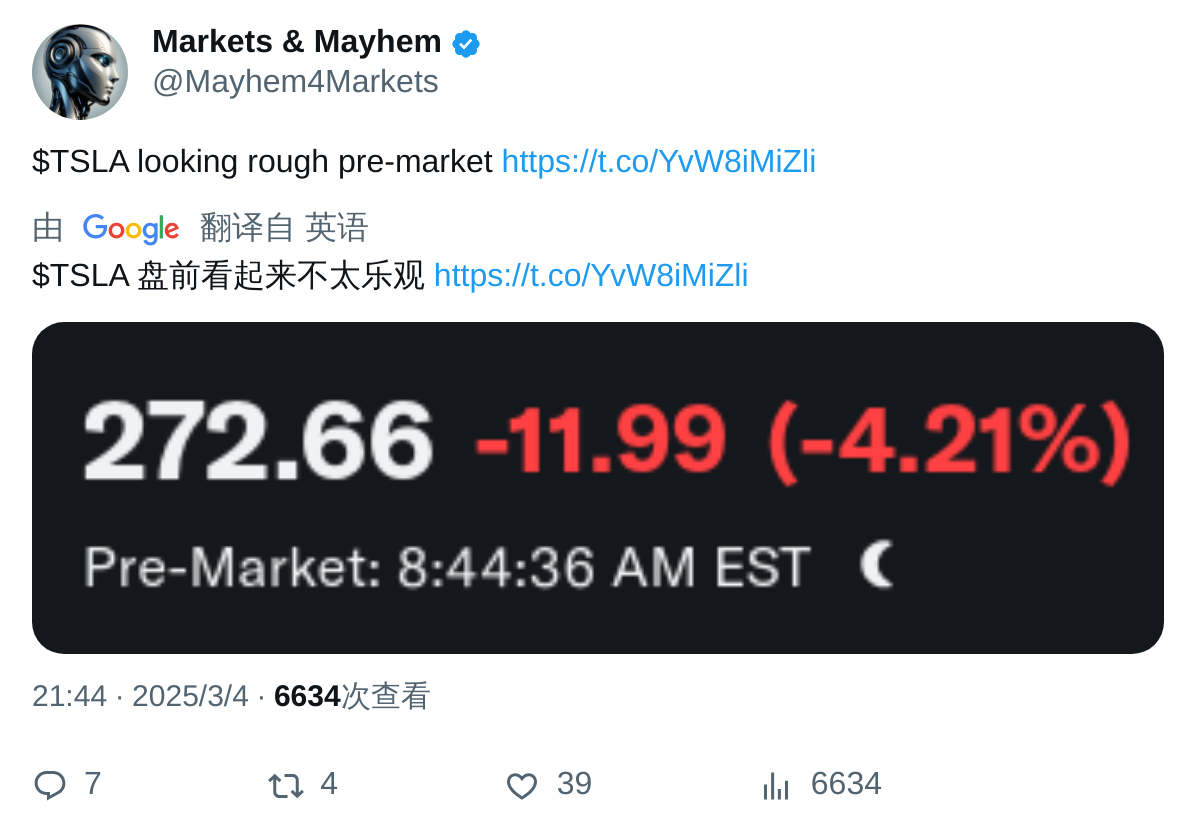 Markets & Mayhem
@Mayhem4Markets
$TSLA looking rough pre-market https://t.co/YvW8iMiZli
由 Google 翻译自 英语
$TSLA 盘前看起来不太乐观 https://t.co/YvW8iMiZli
272.66 -11.99 (-4.21%)
Pre-Market: 8:44:36 AM EST
21:44 · 2025/3/4 · 6634次查看
7 4 39 6634